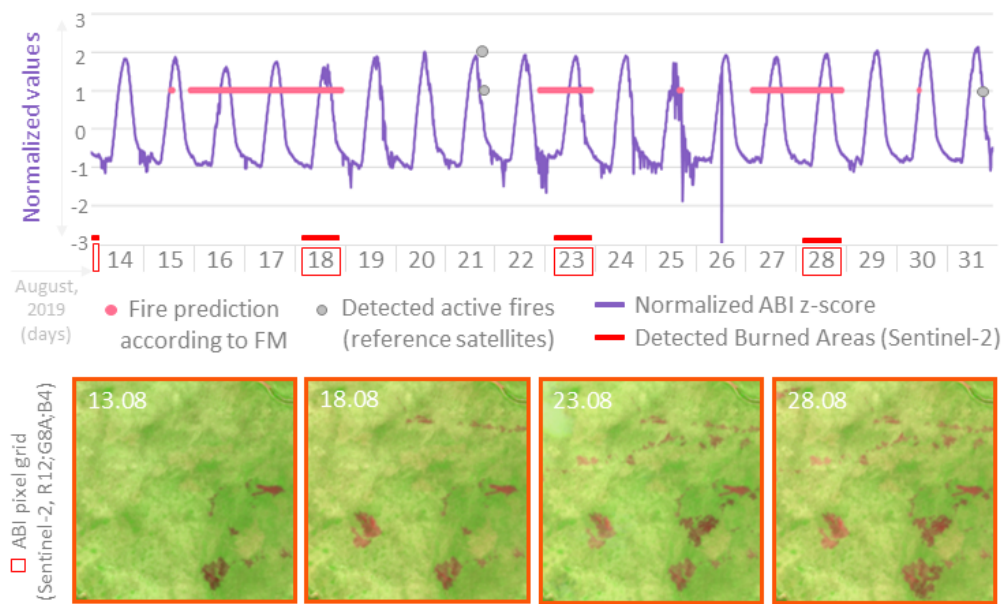 Normalized values
3
2
1
0
-1
-2
-3
14 15 16 17 18 19 20 21 22 23 24 25 26 27 28 29 30 31
August,
2019
(days)
Fire prediction
according to FM
Detected active fires
(reference satellites)
Normalized ABI z-score
Detected Burned Areas (Sentinel-2)
ABI pixel grid
(Sentinel-2, R12;G8A;B4)
13.08
18.08
23.08
28.08